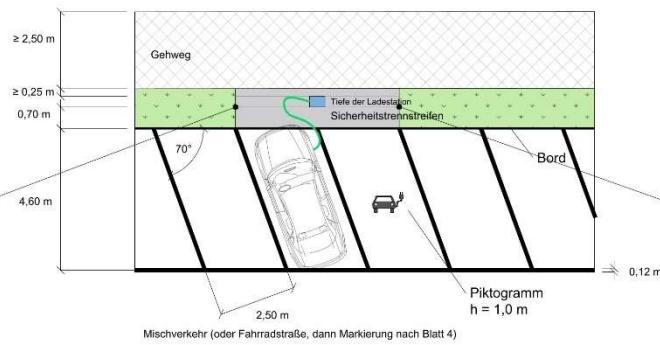 ≥ 2,50 m
Gehweg
≥ 0,25 m
Tiefe der Ladestation
0,70 m
Sicherheitstrennstreifen
70°
Bord
4,60 m
0,12 m
Piktogramm
h = 1,0 m
2,50 m
Mischverkehr (oder Fahrradstraße, dann Markierung nach Blatt 4)